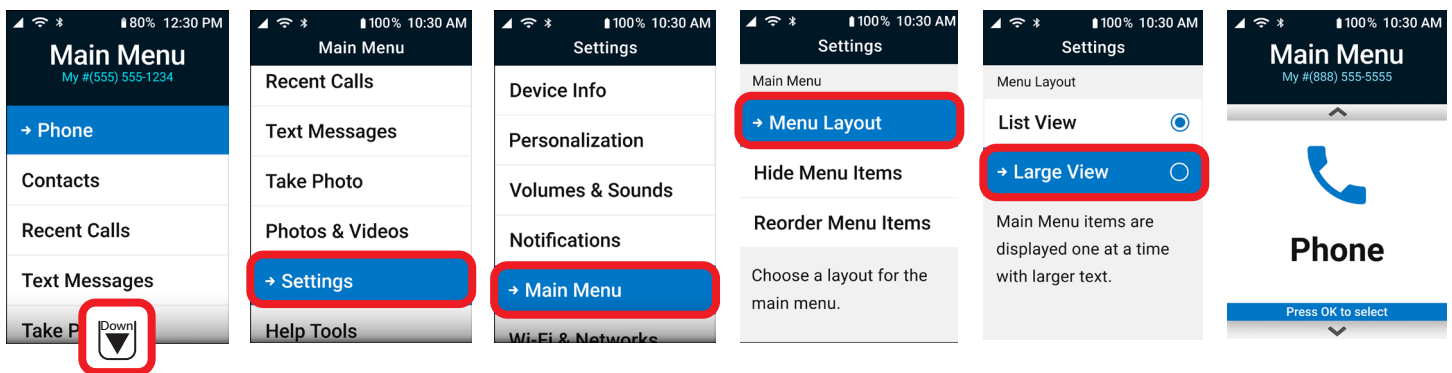 80% 12:30 PM
Main Menu
My #(555) 555-1234
→ Phone
Contacts
Recent Calls
Text Messages
Take P
Down
100% 10:30 AM
Main Menu
Recent Calls
Text Messages
Take Photo
Photos & Videos
→ Settings
Help Tools
100% 10:30 AM
Settings
Device Info
Personalization
Volumes & Sounds
Notifications
→ Main Menu
Wi-Fi & Networks
100% 10:30 AM
Settings
Main Menu
→ Menu Layout
Hide Menu Items
Reorder Menu Items
Choose a layout for the
main menu.
100% 10:30 AM
Settings
Menu Layout
List View
→ Large View
Main Menu items are
displayed one at a time
with larger text.
100% 10:30 AM
Main Menu
My #(888) 555-5555
Phone
Press OK to select